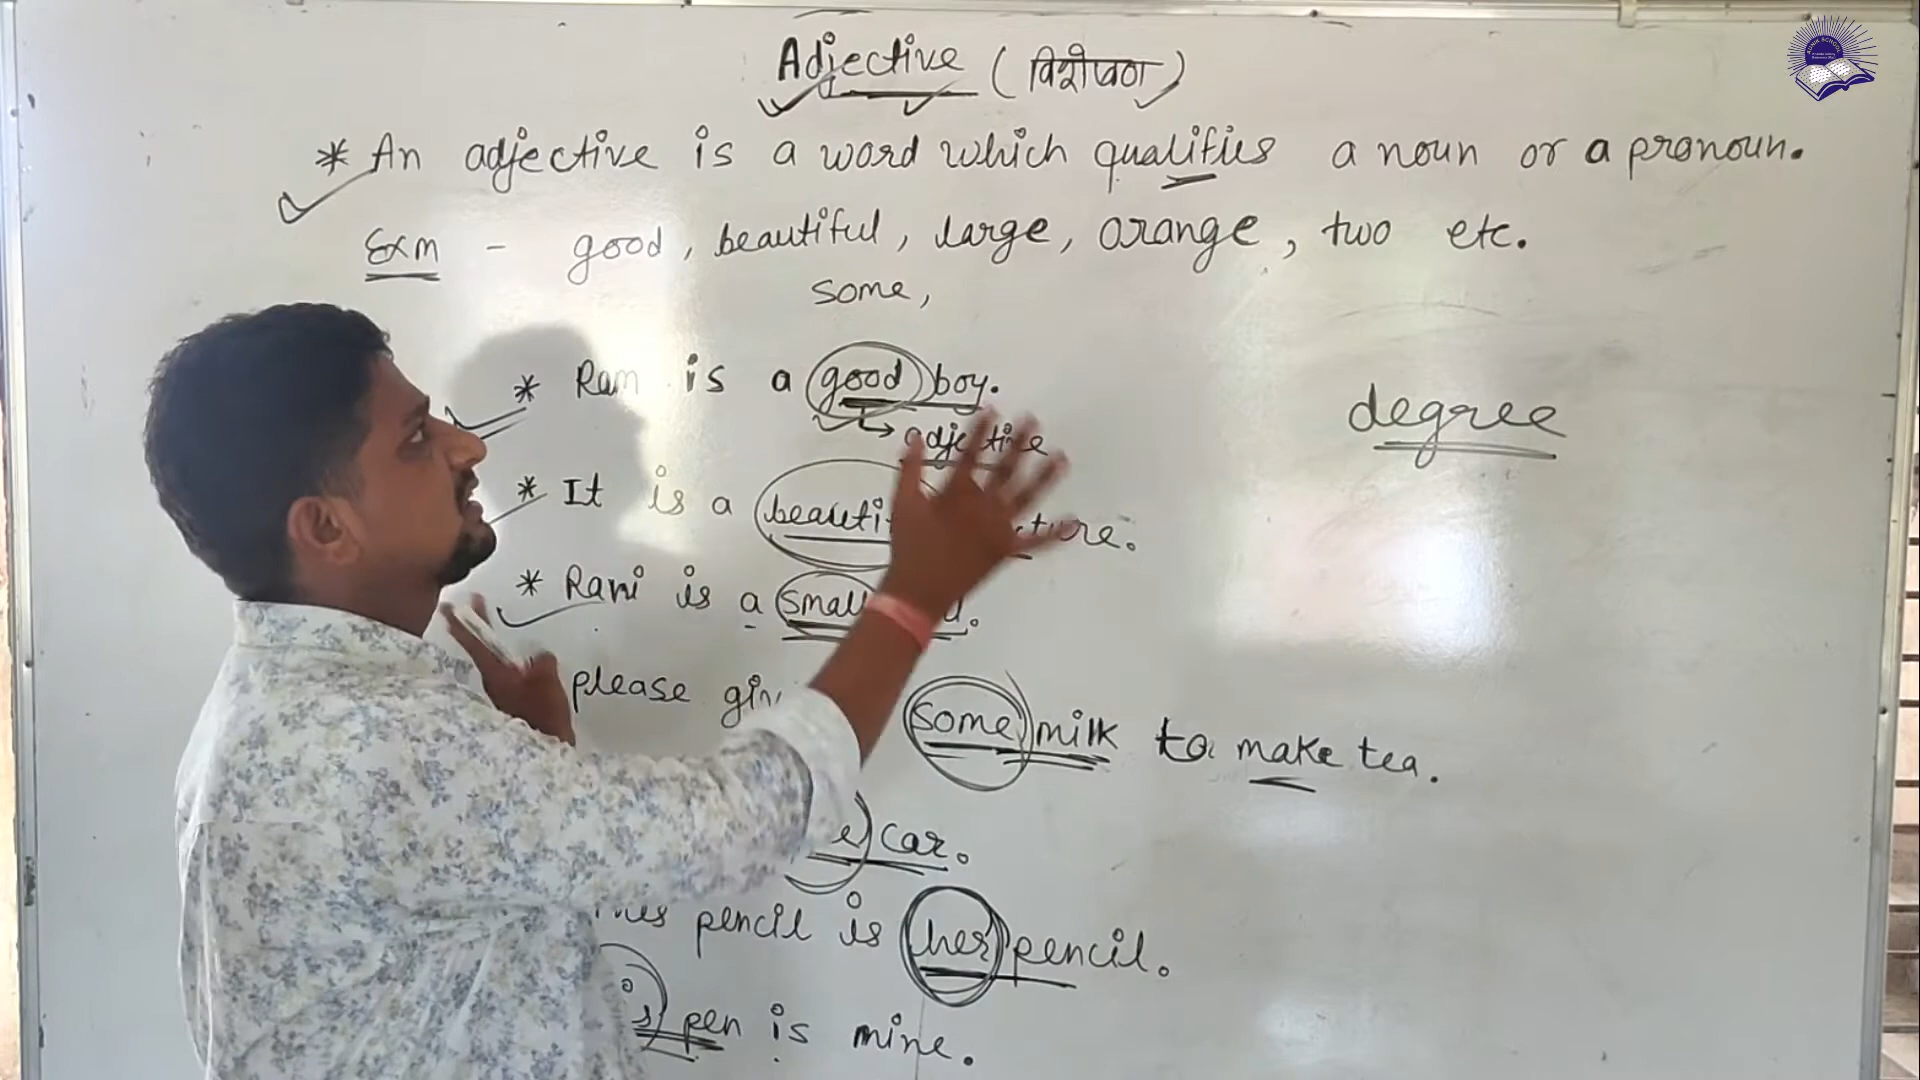 Adjective (विशेषण)
* An adjective is a word which qualifies a noun or a pronoun.
Exm - good, beautiful, large, orange, two etc.
some,
* Ram is a good boy.
→ adjective
degree
* It is a
* Rani is a small
please some milk to make tea.
car.
pencil is her pencil.
pen is mine.